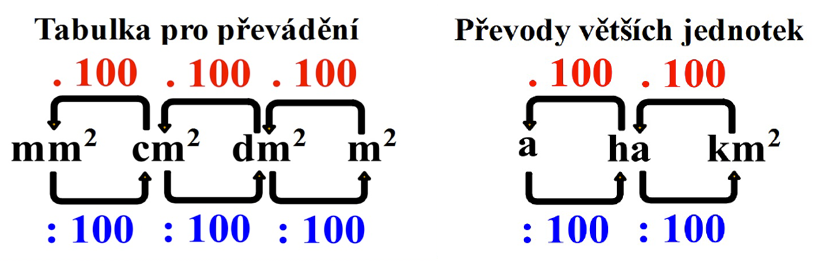 Tabulka pro převádění
. 100 . 100 . 100
mm² cm² dm² m²
: 100 : 100 : 100
Převody větších jednotek
. 100 . 100
a ha km²
: 100 : 100